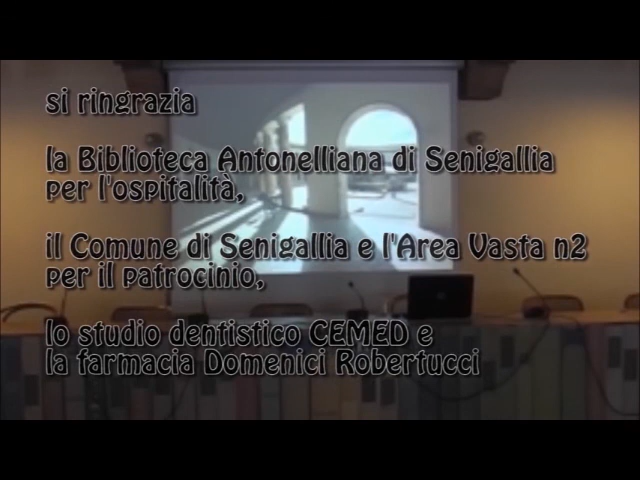 si ringrazia
la Biblioteca Antonelliana di Senigallia
per l'ospitalità,
il Comune di Senigallia e l'Area Vasta n2
per il patrocinio,
lo studio dentistico CEMED e
la farmacia Domenici Robertucci